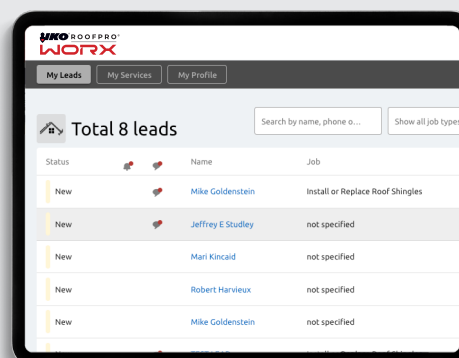 UKO ROOFPRO
WORX
My Leads My Services My Profile
Total 8 leads
Search by name, phone o...
Show all job types
Status Name Job
New Mike Goldenstein Install or Replace Roof Shingles
New Jeffrey E Studley not specified
New Mari Kincaid not specified
New Robert Harvieux not specified
New Mike Goldenstein not specified